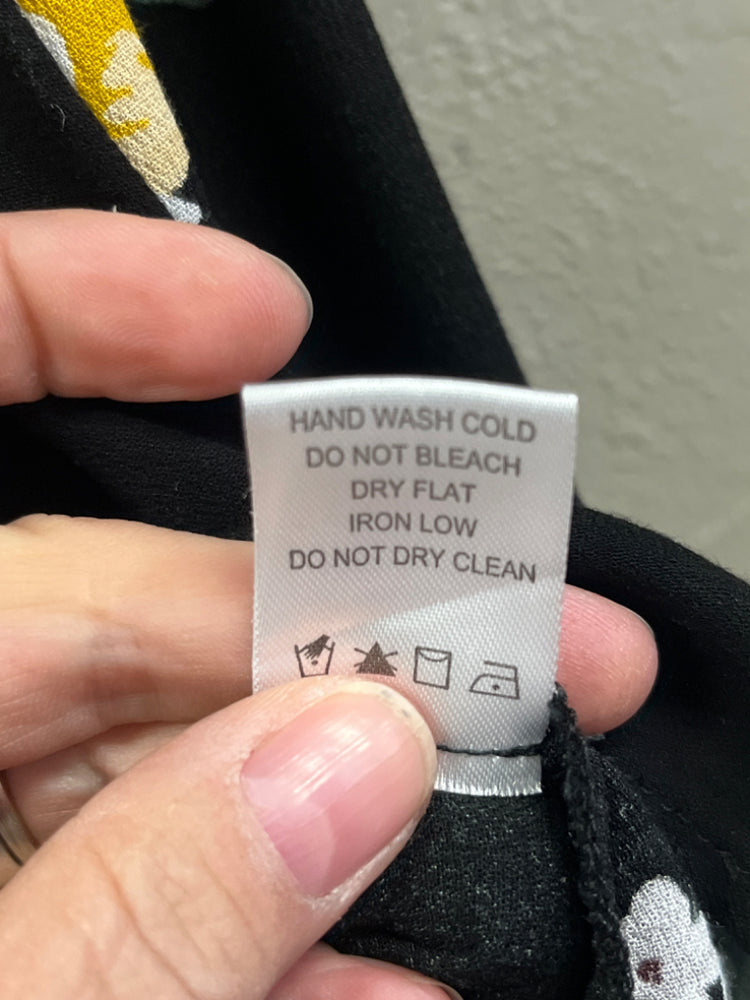 HAND WASH COLD
DO NOT BLEACH
DRY FLAT
IRON LOW
DO NOT DRY CLEAN